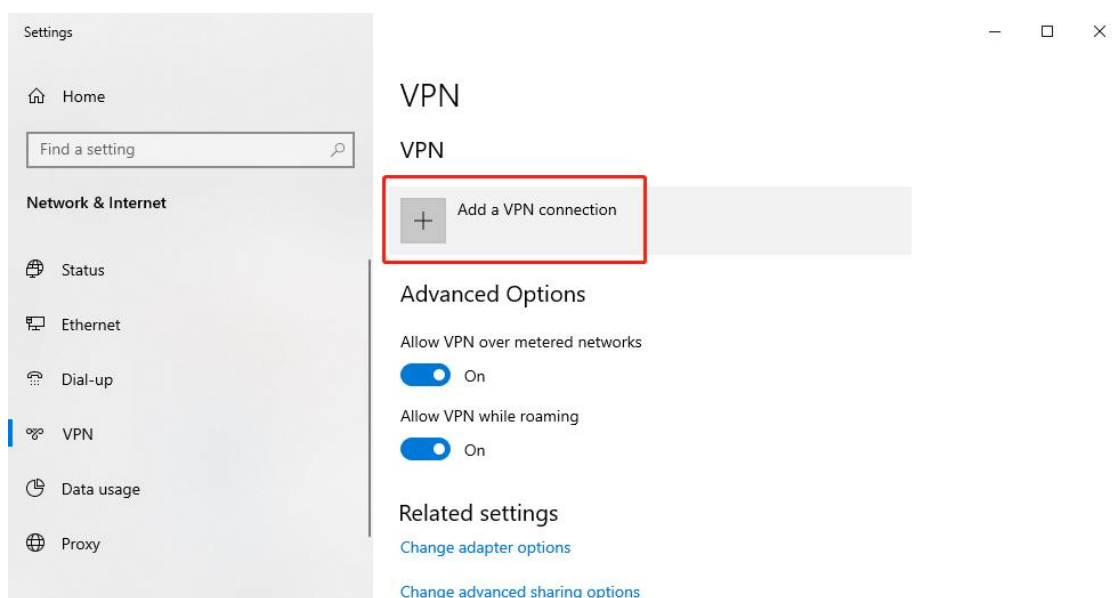 Settings
Home
Find a setting
Network & Internet
Status
Ethernet
Dial-up
VPN
Data usage
Proxy
VPN
VPN
Add a VPN connection
Advanced Options
Allow VPN over metered networks
On
Allow VPN while roaming
On
Related settings
Change adapter options
Change advanced sharing options